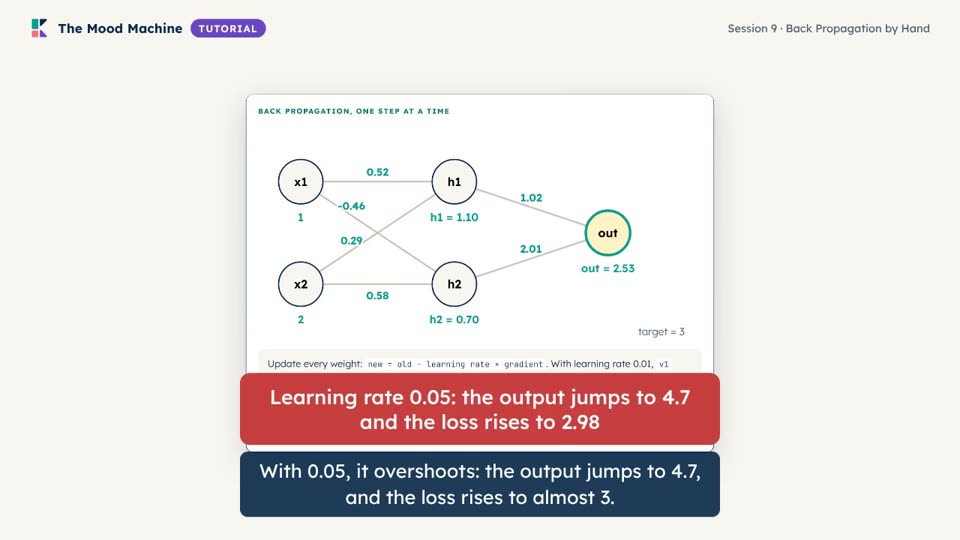 The Mood Machine TUTORIAL
Session 9 · Back Propagation by Hand
BACK PROPAGATION, ONE STEP AT A TIME
x1
0.52
h1
1
-0.46
h1 = 1.10
1.02
0.29
out
2.01
out = 2.53
x2
0.58
h2
2
h2 = 0.70
target = 3
Update every weight: new = old - learning rate × gradient. With learning rate 0.01, v1
Learning rate 0.05: the output jumps to 4.7
and the loss rises to 2.98
With 0.05, it overshoots: the output jumps to 4.7,
and the loss rises to almost 3.